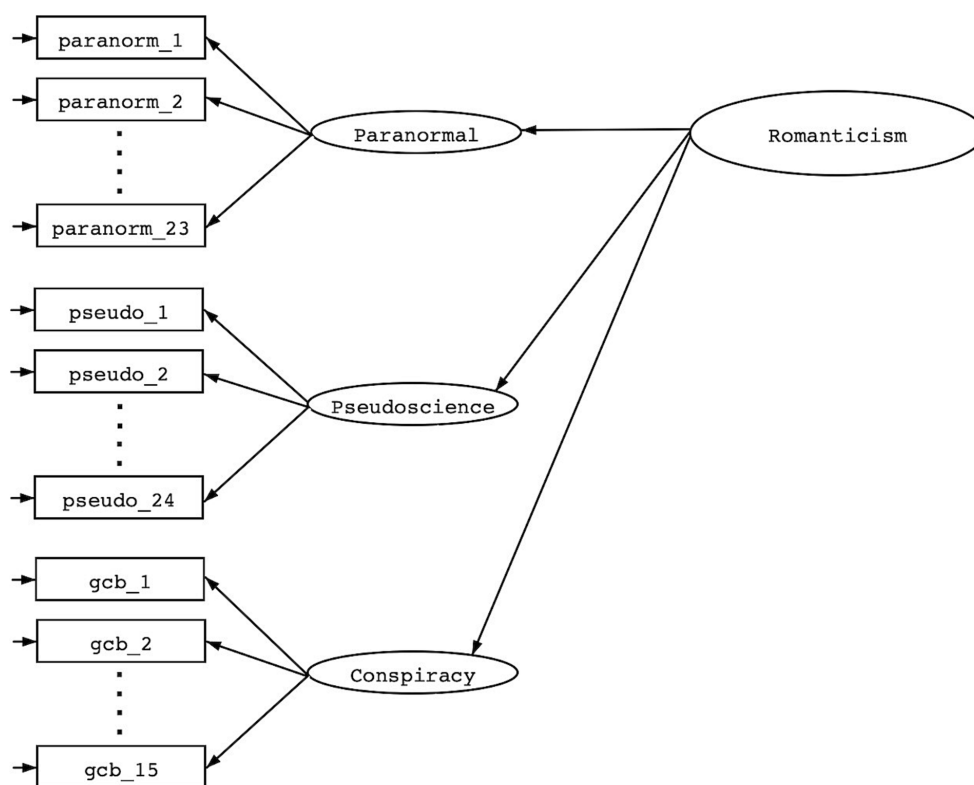 paranorm_1
paranorm_2
paranorm_23
Paranormal
Romanticism
pseudo_1
pseudo_2
pseudo_24
Pseudoscience
gcb_1
gcb_2
gcb_15
Conspiracy